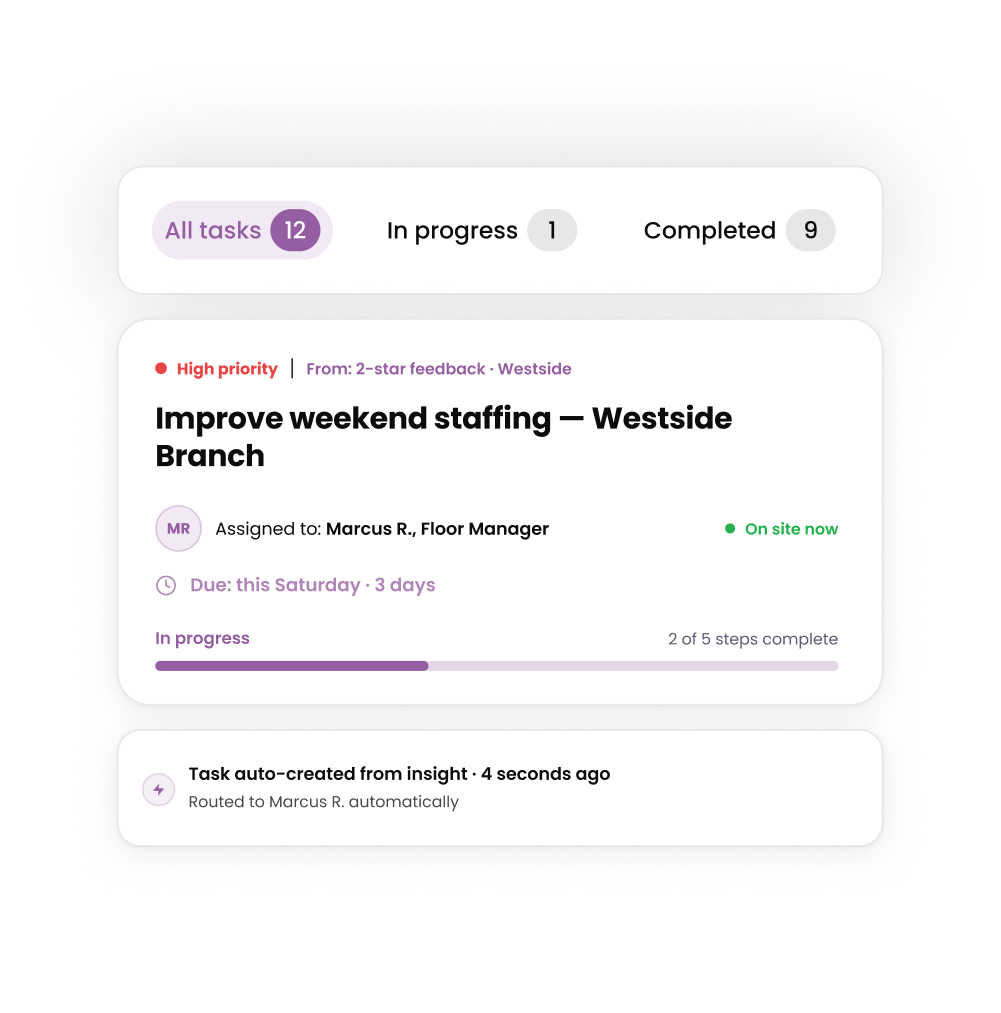 All tasks 12 In progress 1 Completed 9
High priority | From: 2-star feedback · Westside
Improve weekend staffing — Westside
Branch
MR Assigned to: Marcus R., Floor Manager On site now
Due: this Saturday · 3 days
In progress 2 of 5 steps complete
Task auto-created from insight · 4 seconds ago
Routed to Marcus R. automatically